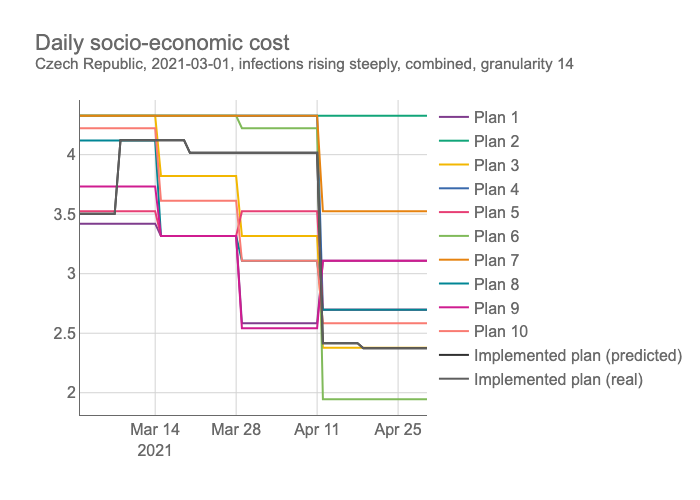 Daily socio-economic cost
Czech Republic, 2021-03-01, infections rising steeply, combined, granularity 14
4
3.5
3
2.5
2
Mar 14
2021
Mar 28
Apr 11
Apr 25
Plan 1
Plan 2
Plan 3
Plan 4
Plan 5
Plan 6
Plan 7
Plan 8
Plan 9
Plan 10
Implemented plan (predicted)
Implemented plan (real)